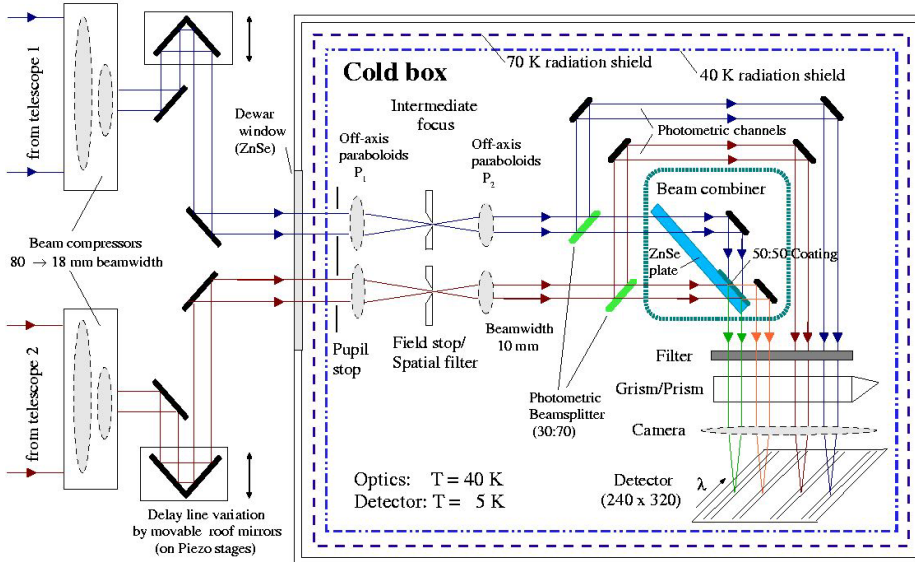 from telescope 1
Beam compressors
80 → 18 mm beamwidth
from telescope 2
Delay line variation
by movable roof mirrors
(on Piezo stages)
Dewar
window
(ZnSe)
70 K radiation shield
40 K radiation shield
Cold box
Intermediate
focus
Off-axis
paraboloids
P1
Off-axis
paraboloids
P2
Photometric channels
Beam combiner
ZnSe
plate
50:50 Coating
Pupil
stop
Field stop/
Spatial filter
Beamwidth
10 mm
Photometric
Beamsplitter
(30:70)
Filter
Grism/Prism
Camera
Optics: T = 40 K
Detector: T = 5 K
Detector
(240 x 320)
λ